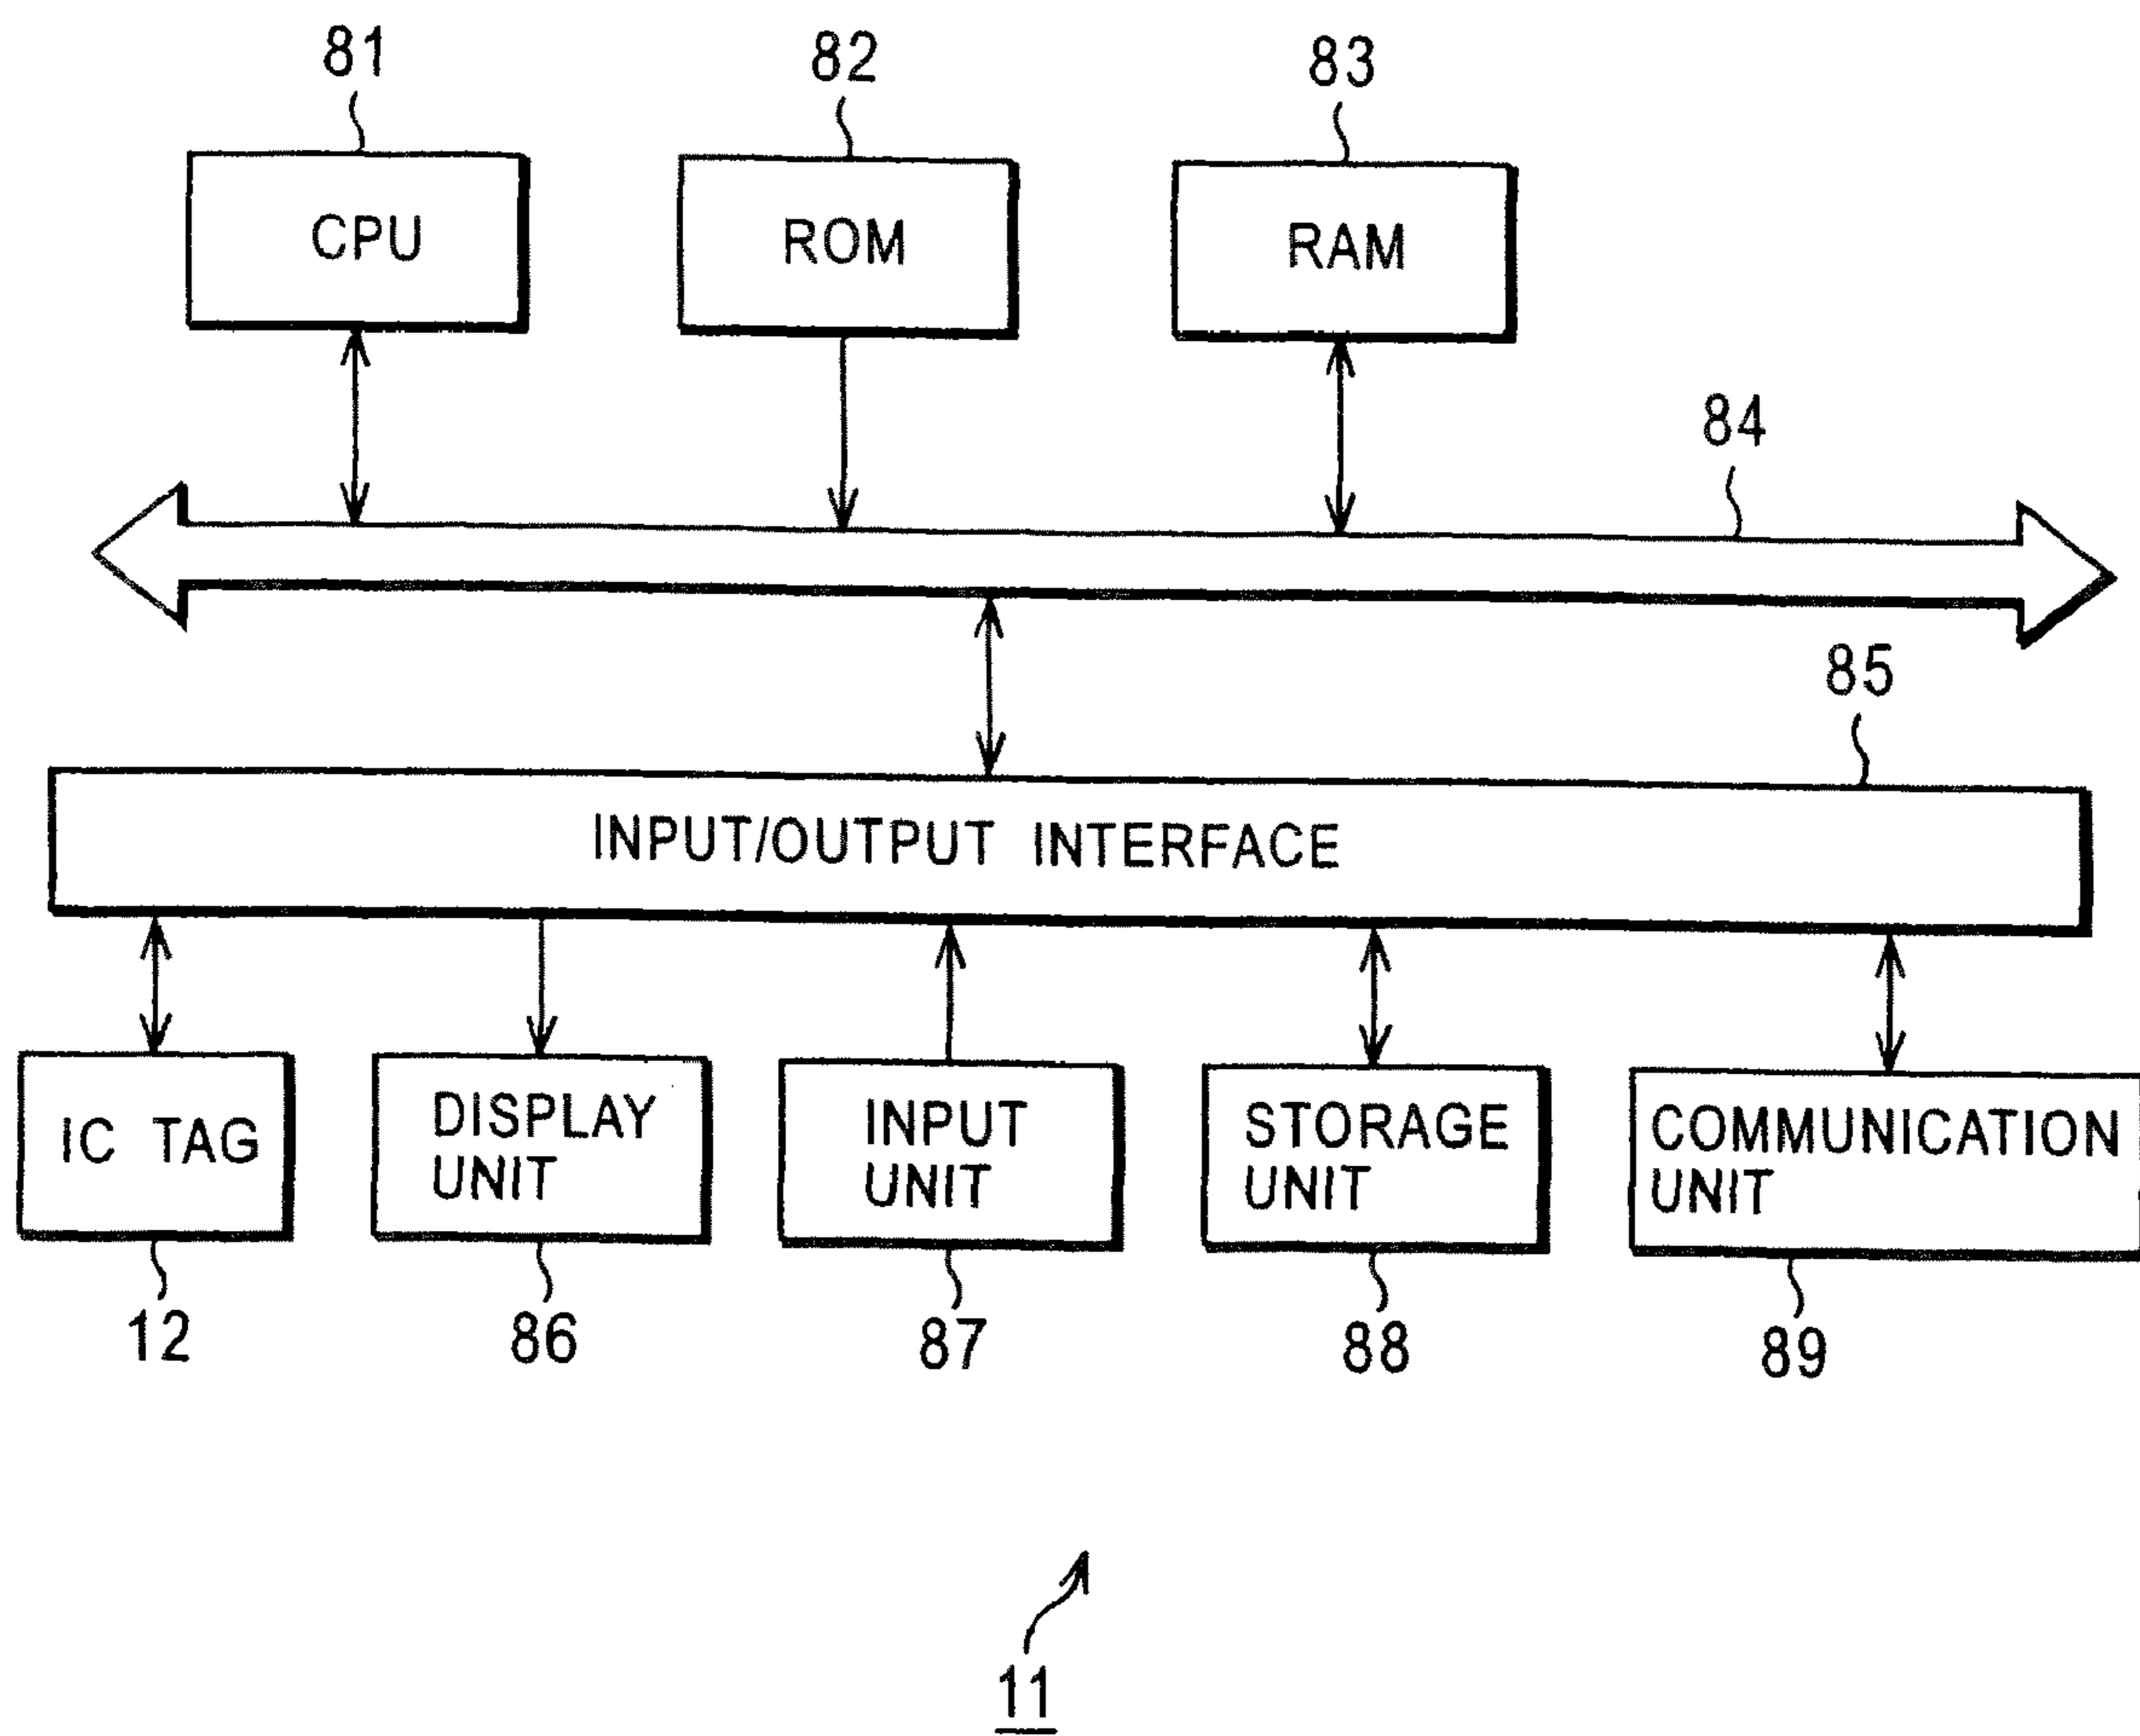 81
82
83
CPU
ROM
RAM
84
85
INPUT/OUTPUT INTERFACE
IC TAG
DISPLAY
UNIT
INPUT
UNIT
STORAGE
UNIT
COMMUNICATION
UNIT
12
86
87
88
89
11